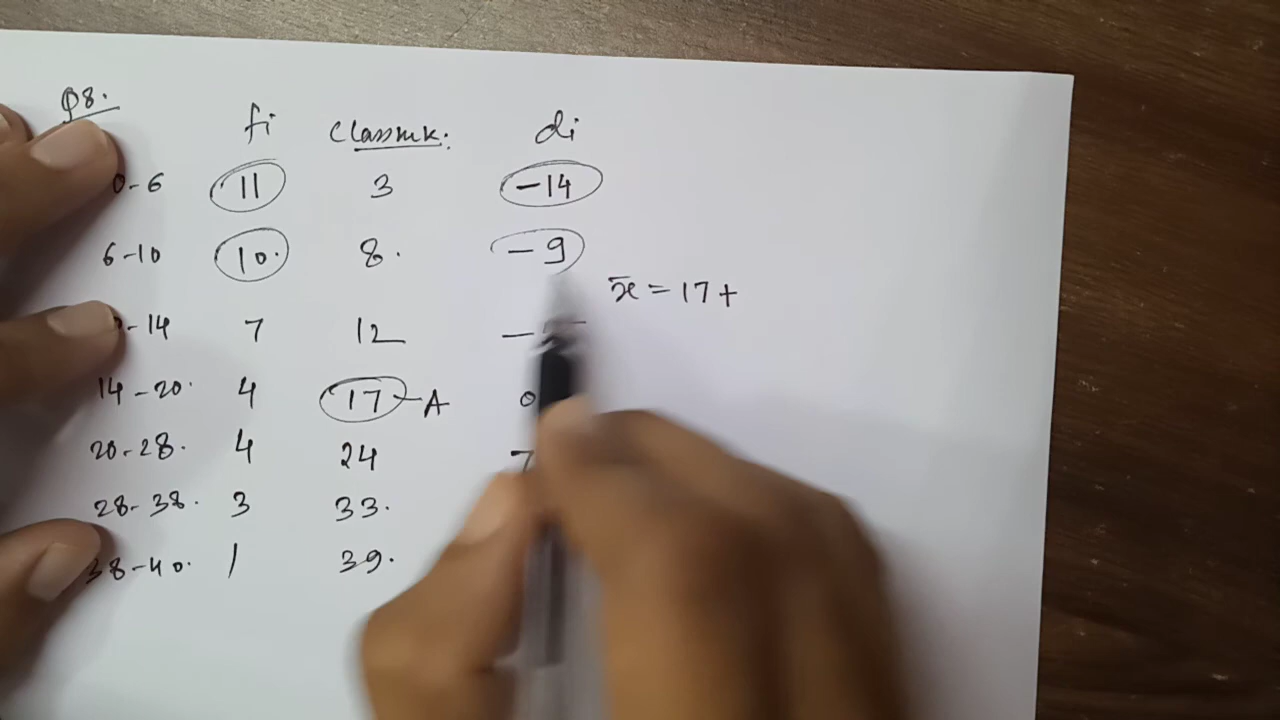 Q8.
fi classmk. di
0-6 11 3 -14
6-10 10. 8. -9
x̄ = 17+
-14 7 12 -
14-20. 4 17-A 0
20-28. 4 24 7
28-38. 3 33.
38-40. 1 39.